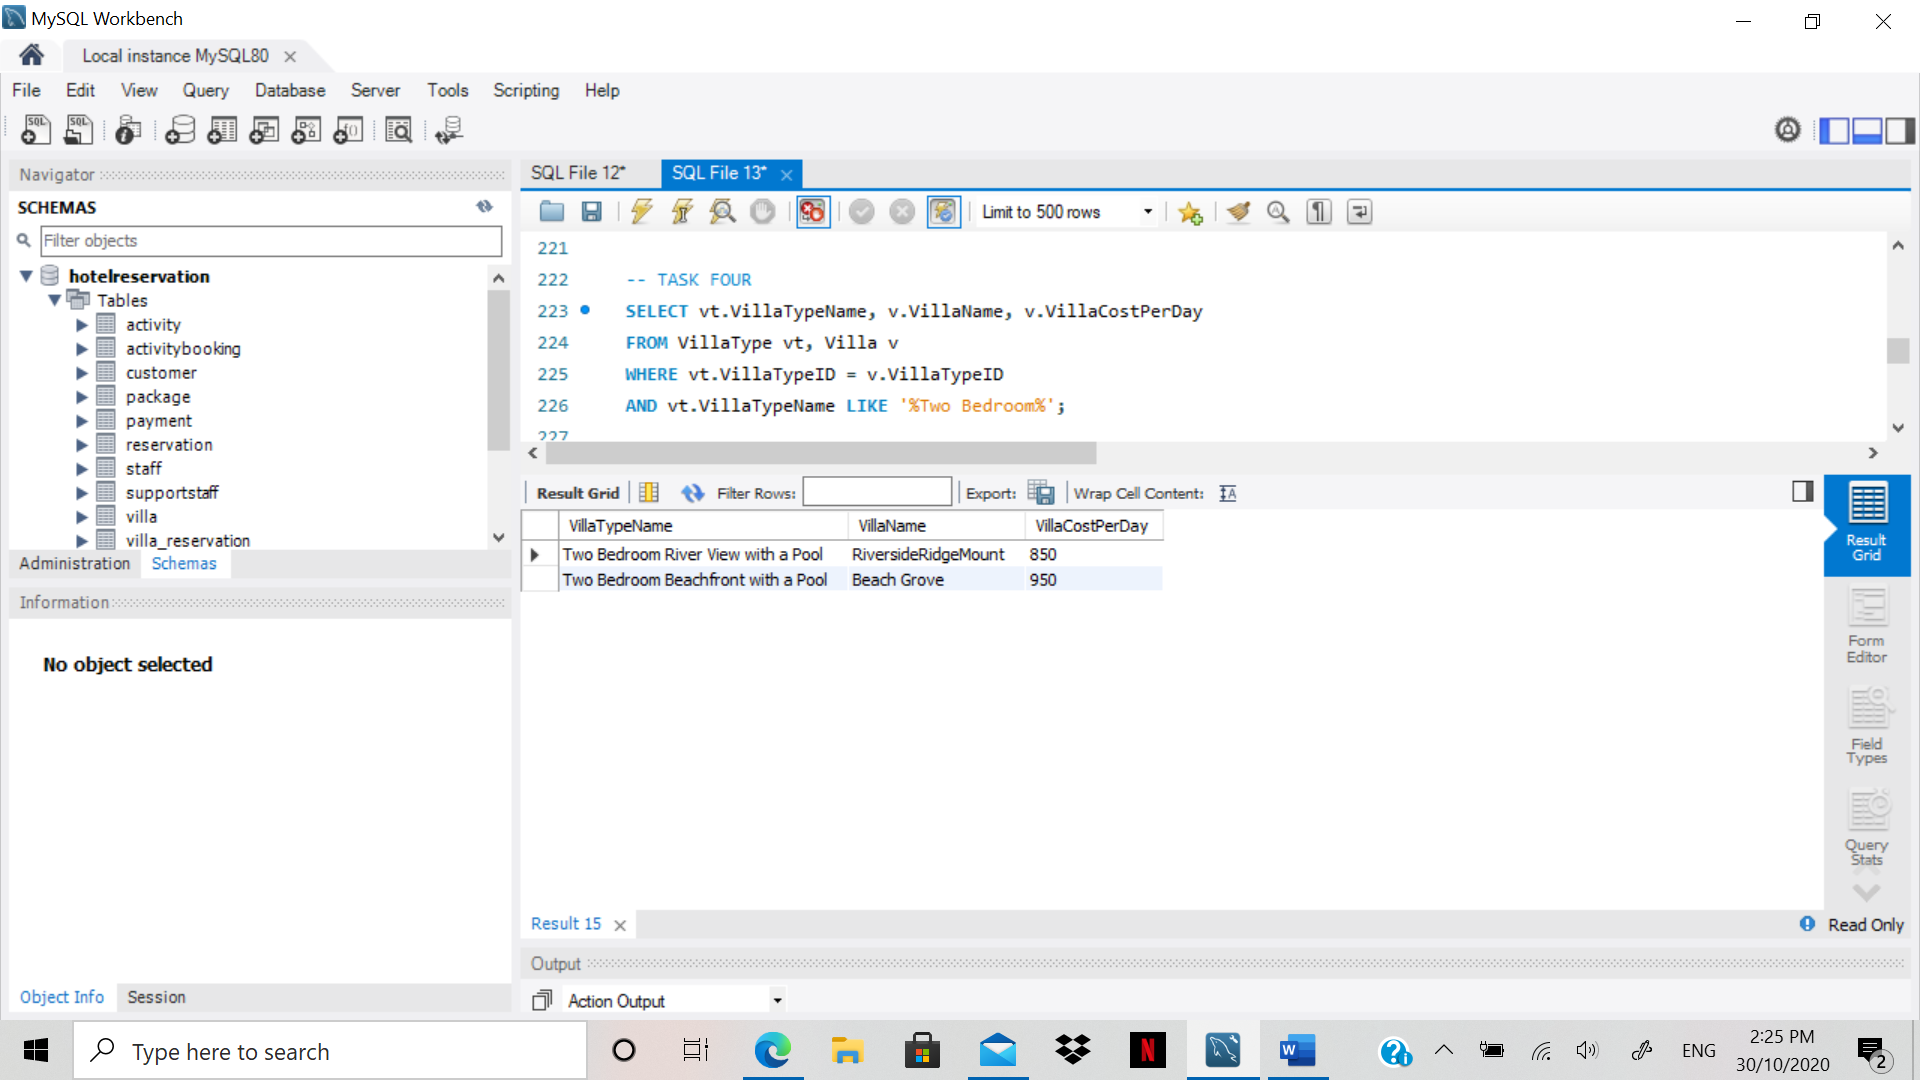 MySQL Workbench
Local instance MySQL80
File Edit View Query Database Server Tools Scripting Help
Navigator
SCHEMAS
Filter objects
hotelreservation
Tables
activity
activitybooking
customer
package
payment
reservation
staff
supportstaff
villa
villa_reservation
Administration Schemas
Information
No object selected
Object Info Session
SQL File 12* SQL File 13*
Limit to 500 rows
221
222 -- TASK FOUR
223 SELECT vt.VillaTypeName, v.VillaName, v.VillaCostPerDay
224 FROM VillaType vt, Villa v
225 WHERE vt.VillaTypeID = v.VillaTypeID
226 AND vt.VillaTypeName LIKE '%Two Bedroom%';
227
Result Grid Filter Rows: Export: Wrap Cell Content:
VillaTypeName VillaName VillaCostPerDay
Two Bedroom River View with a Pool RiversideRidgeMount 850
Two Bedroom Beachfront with a Pool Beach Grove 950
Result
Grid
Form
Editor
Field
Types
Query
Stats
Result 15
Read Only
Output
Action Output
Type here to search
ENG
2:25 PM
30/10/2020
2